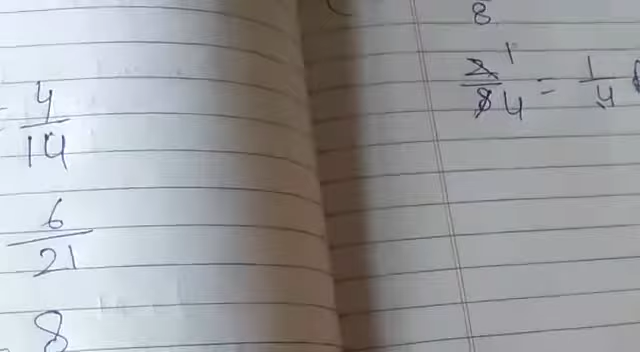 = 4/14
6/21
8
8
2/8 1/4 = 1/4